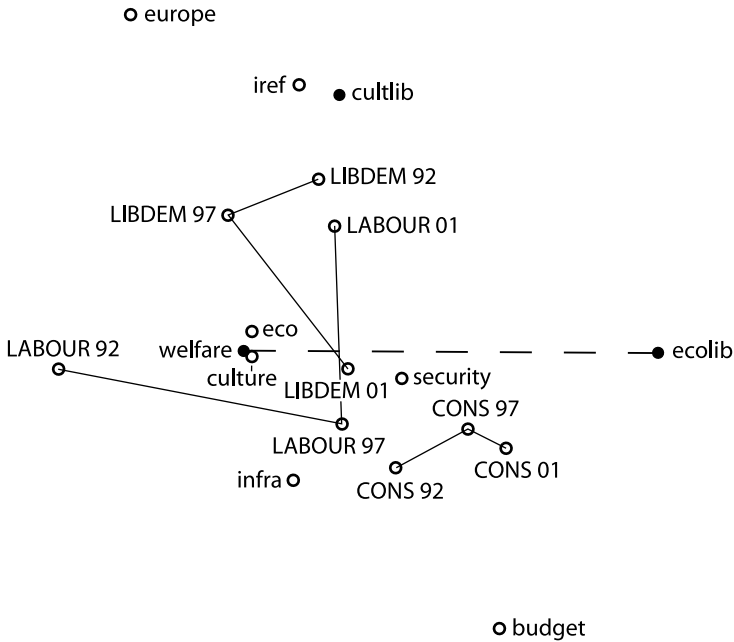 europe
iref
cultlib
LIBDEM 92
LIBDEM 97
LABOUR 01
eco
LABOUR 92
welfare
ecolib
culture
security
LIBDEM 01
CONS 97
LABOUR 97
CONS 01
infra
CONS 92
budget